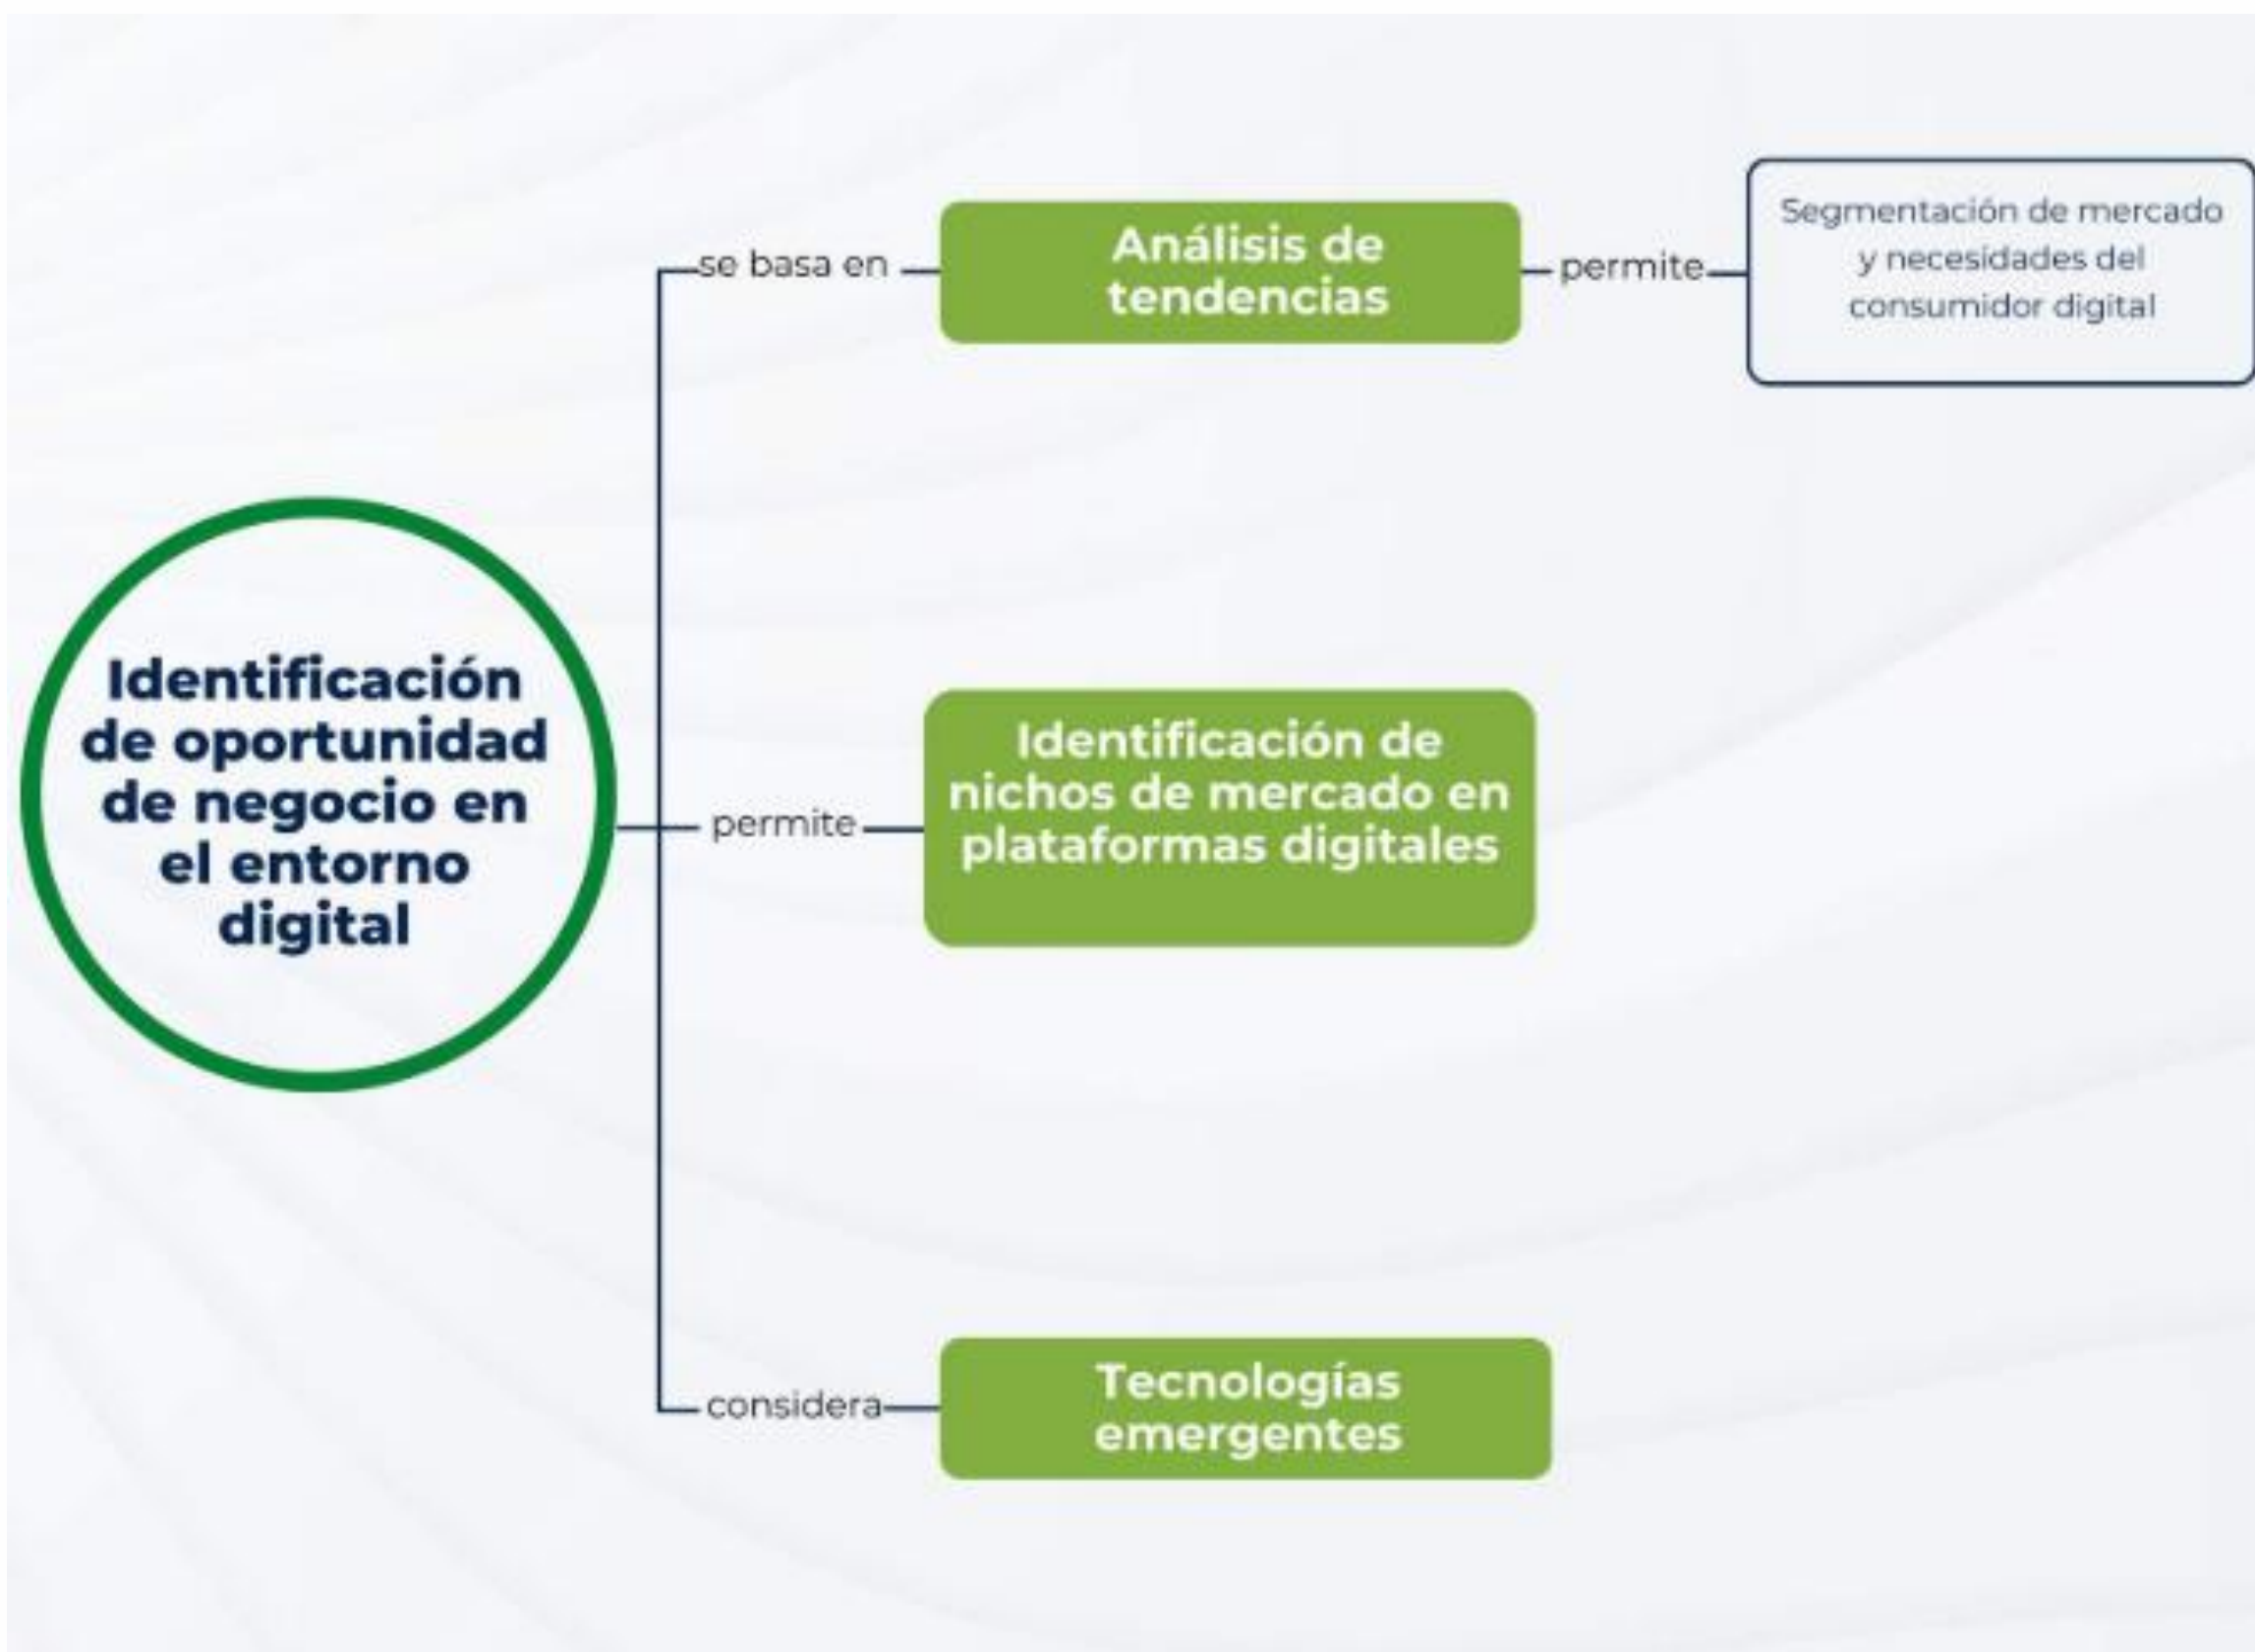 Identificación
de oportunidad
de negocio en
el entorno
digital
se basa en
Análisis de
tendencias
permite
Segmentación de mercado
y necesidades del
consumidor digital
permite
Identificación de
nichos de mercado en
plataformas digitales
considera
Tecnologías
emergentes